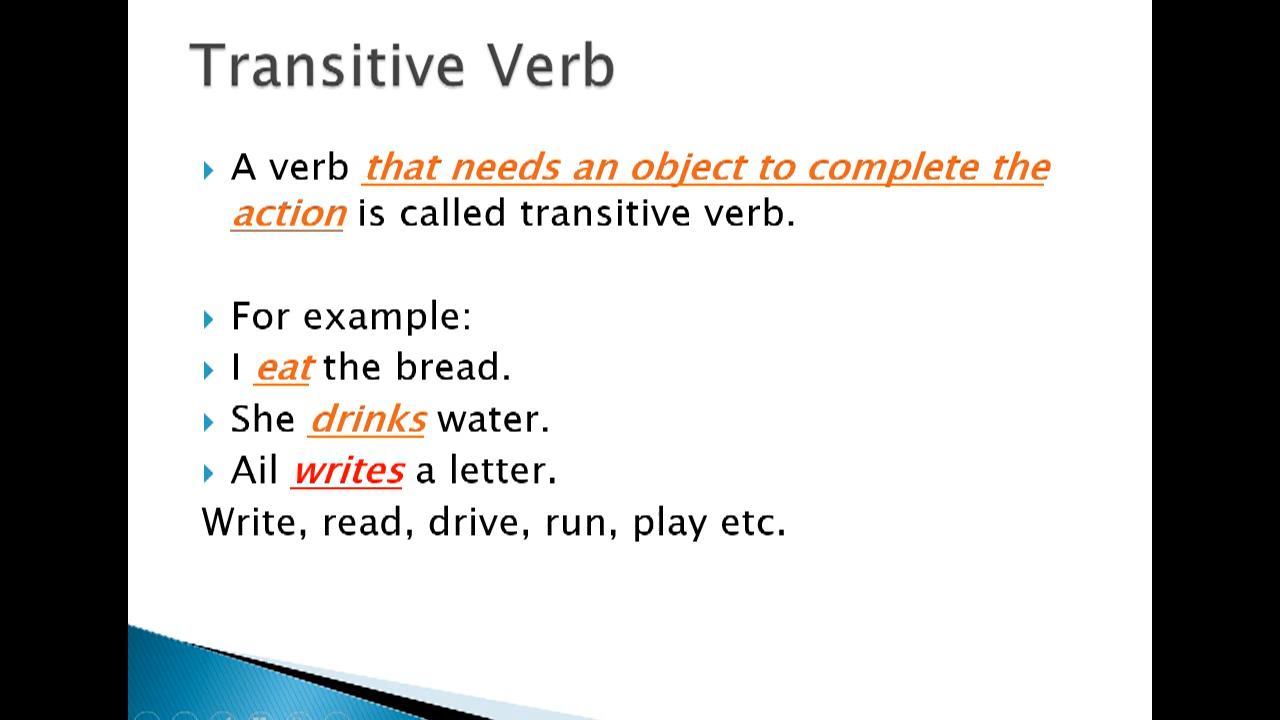 Transitive Verb
A verb that needs an object to complete the
action is called transitive verb.
For example:
I eat the bread.
She drinks water.
Ail writes a letter.
Write, read, drive, run, play etc.